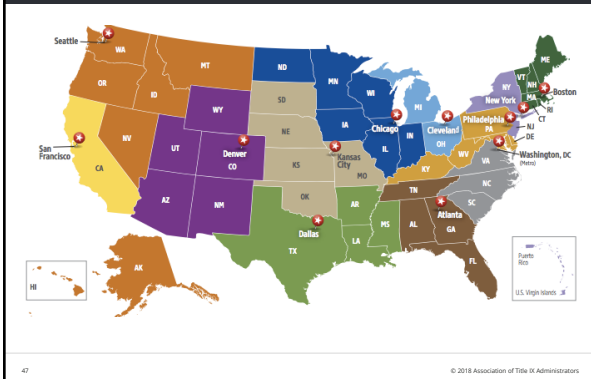 Seattle
WA
MT
ND
MN
OR
ID
WY
SD
WI
MI
ME
VT
NH
NY
MA
Boston
RI
CT
New York
NV
UT
NE
IA
Chicago
Cleveland
Philadelphia
PA
NJ
DE
San
Francisco
CA
Denver
CO
KS
Kansas
City
MO
IL
IN
OH
WV
VA
Washington, DC
(Metro)
KY
NC
AZ
NM
OK
AR
TN
SC
Atlanta
Dallas
TX
LA
MS
AL
GA
FL
AK
HI
Puerto
Rico
U.S. Virgin Islands
47
© 2018 Association of Title IX Administrators